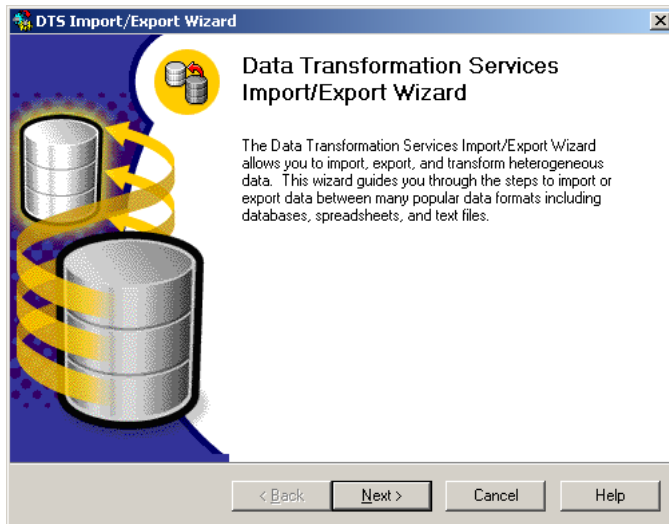 DTS Import/Export Wizard
Data Transformation Services
Import/Export Wizard
The Data Transformation Services Import/Export Wizard
allows you to import, export, and transform heterogeneous
data. This wizard guides you through the steps to import or
export data between many popular data formats including
databases, spreadsheets, and text files.
< Back
Next >
Cancel
Help